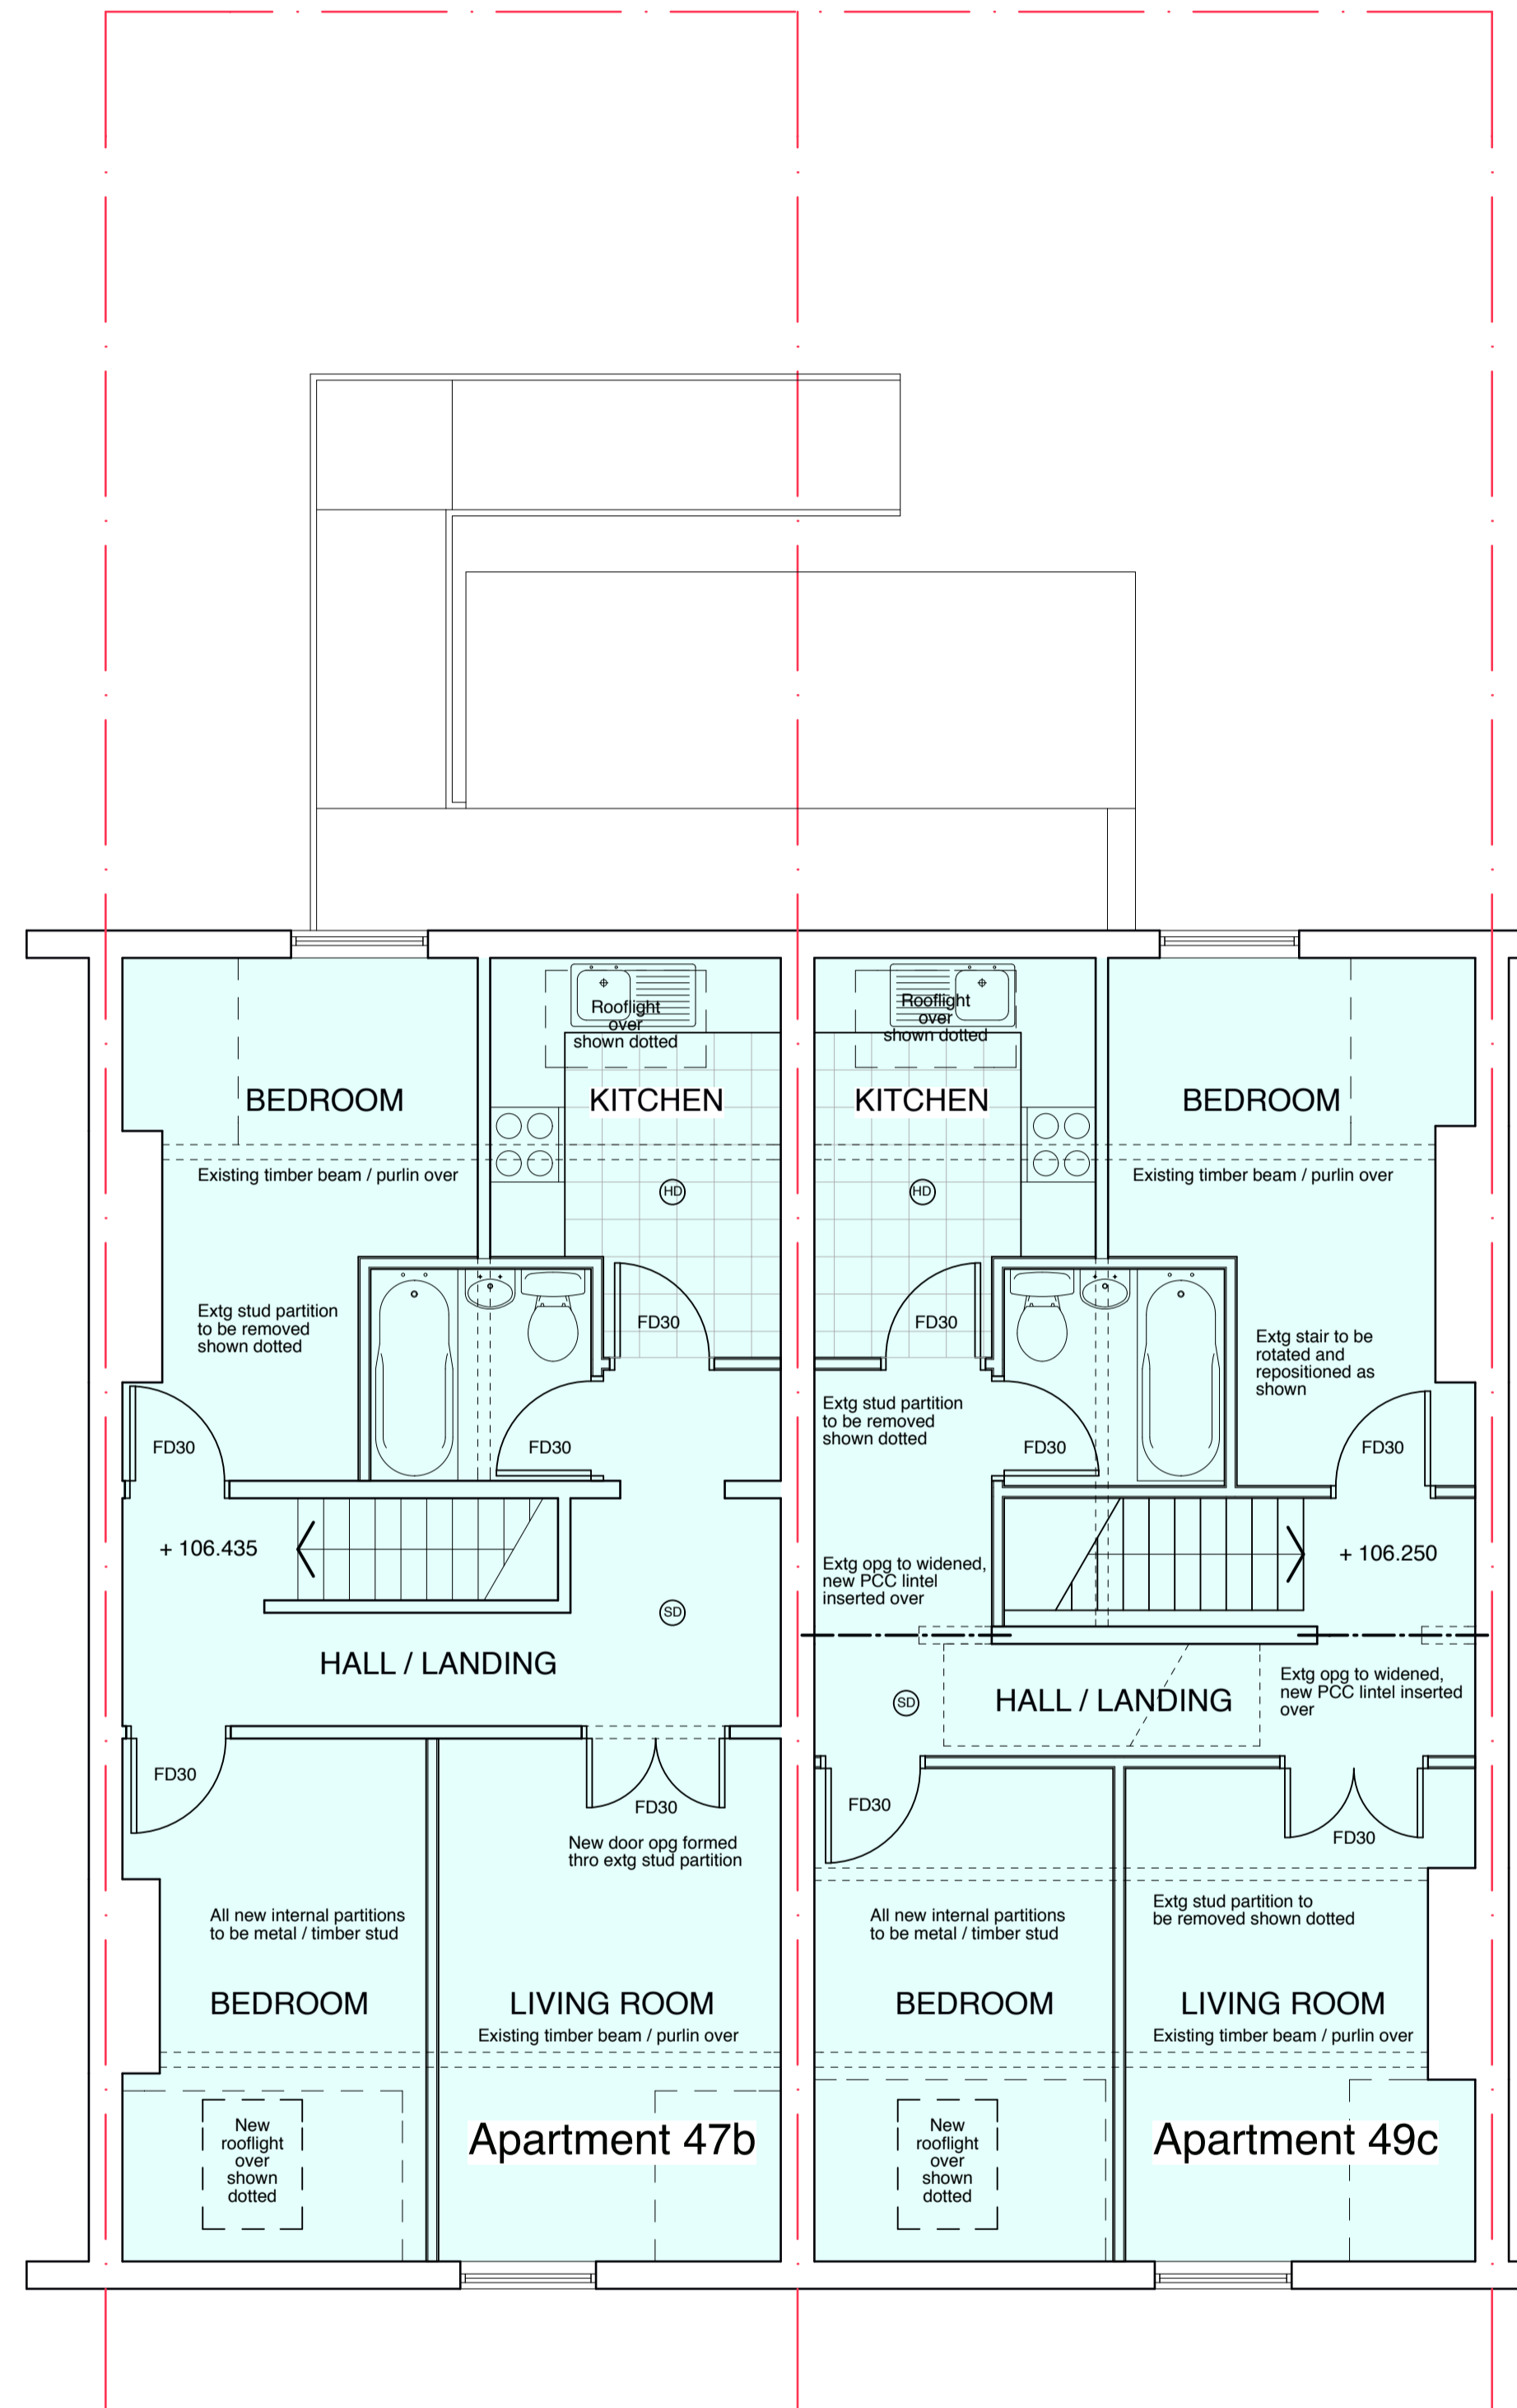 Rooflight
over
shown dotted
Rooflight
over
shown dotted
BEDROOM
KITCHEN
KITCHEN
BEDROOM
Existing timber beam / purlin over
Existing timber beam / purlin over
HD
HD
Extg stud partition
to be removed
shown dotted
FD30
FD30
Extg stair to be
rotated and
repositioned as
shown
Extg stud partition
to be removed
shown dotted
FD30
FD30
FD30
FD30
+ 106.435
+ 106.250
Extg opg to widened,
new PCC lintel
inserted over
SD
HALL / LANDING
SD
HALL / LANDING
Extg opg to widened,
new PCC lintel inserted
over
FD30
FD30
FD30
FD30
New door opg formed
thro extg stud partition
All new internal partitions
to be metal / timber stud
All new internal partitions
to be metal / timber stud
Extg stud partition to
be removed shown dotted
BEDROOM
LIVING ROOM
Existing timber beam / purlin over
BEDROOM
LIVING ROOM
Existing timber beam / purlin over
New
rooflight
over
shown
dotted
Apartment 47b
New
rooflight
over
shown
dotted
Apartment 49c